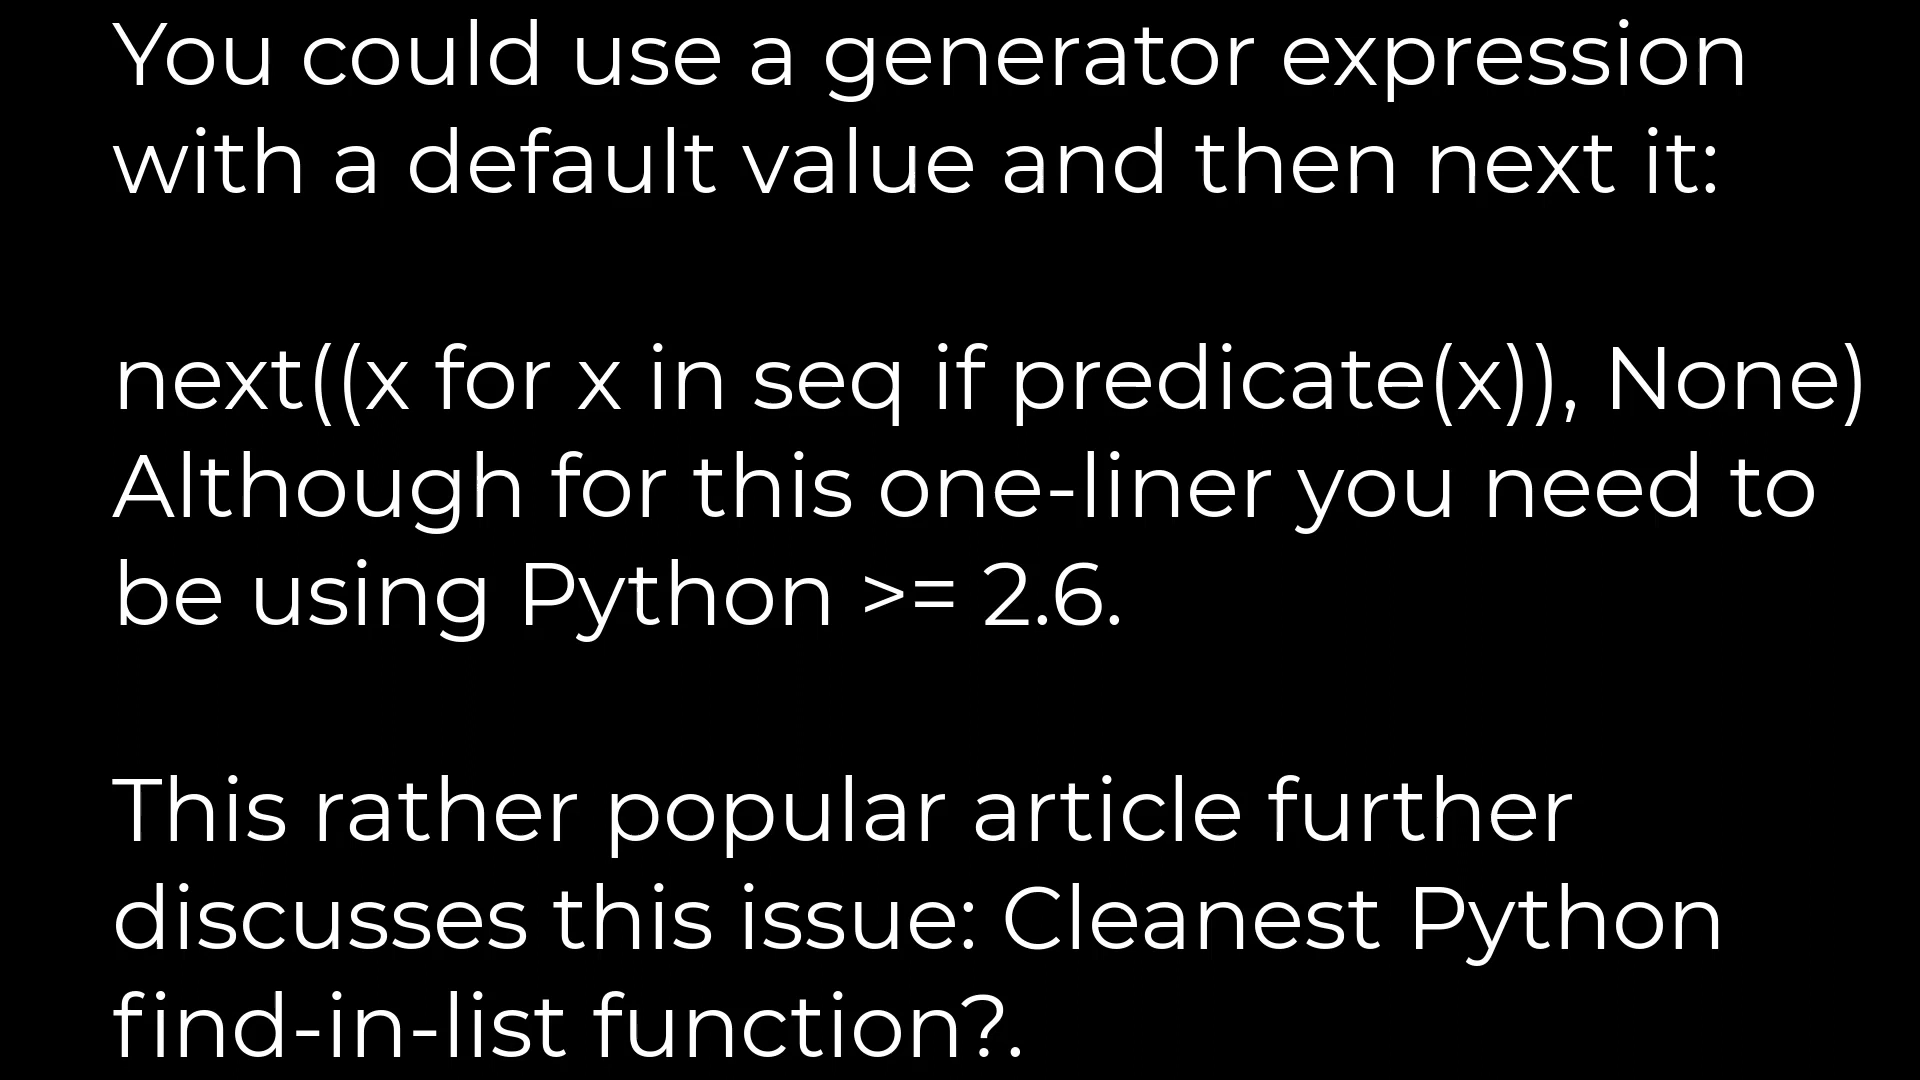 You could use a generator expression
with a default value and then next it:
next((x for x in seq if predicate(x)), None)
Although for this one-liner you need to
be using Python >= 2.6.
This rather popular article further
discusses this issue: Cleanest Python
find-in-list function?.